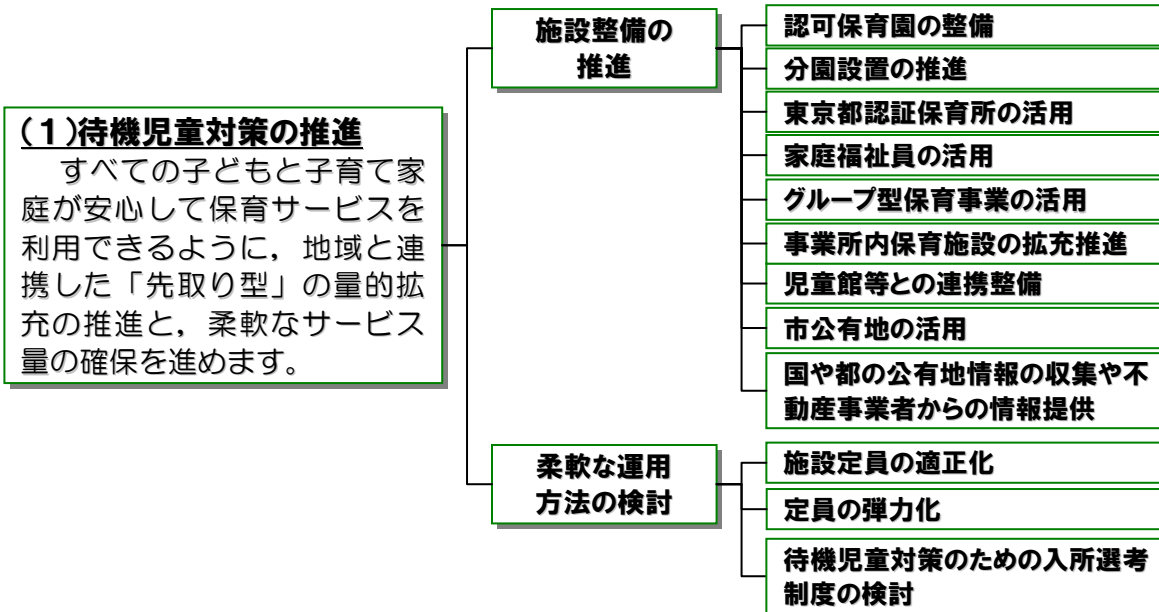 (1)待機児童対策の推進
すべての子どもと子育て家
庭が安心して保育サービスを
利用できるように，地域と連
携した「先取り型」の量的拡
充の推進と，柔軟なサービス
量の確保を進めます。
施設整備の
推進
認可保育園の整備
分園設置の推進
東京都認証保育所の活用
家庭福祉員の活用
グループ型保育事業の活用
事業所内保育施設の拡充推進
児童館等との連携整備
市公有地の活用
国や都の公有地情報の収集や不
動産事業者からの情報提供
柔軟な運用
方法の検討
施設定員の適正化
定員の弾力化
待機児童対策のための入所選考
制度の検討